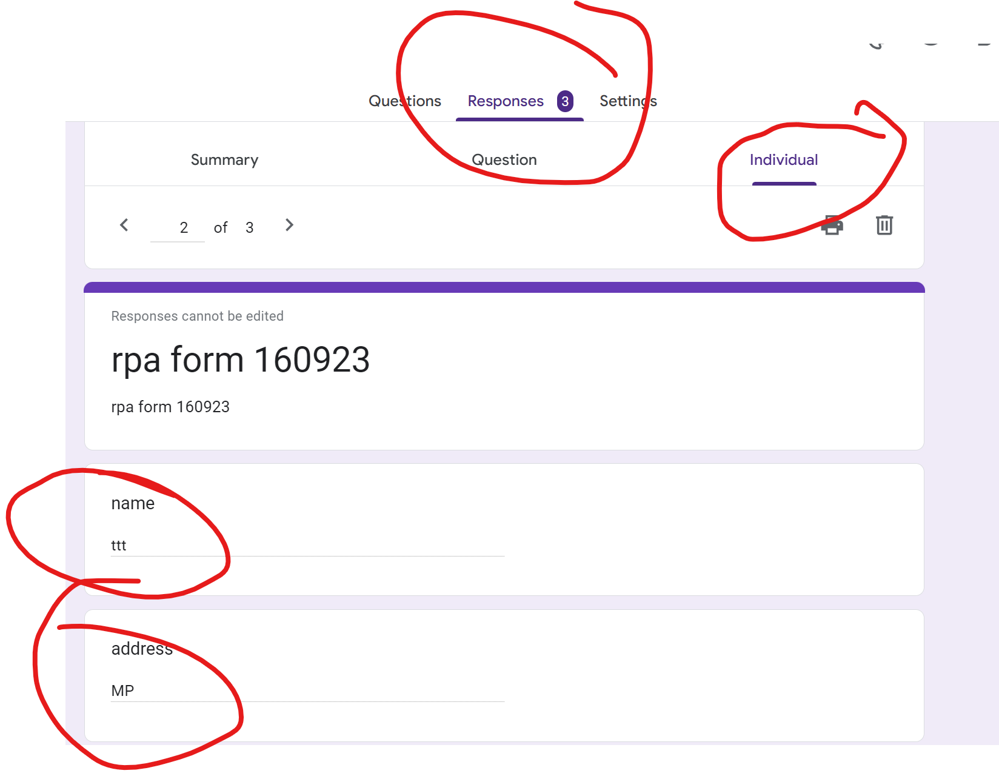 Questions Responses 3 Settings
Summary Question Individual
2 of 3
Responses cannot be edited
rpa form 160923
rpa form 160923
name
ttt
address
MP